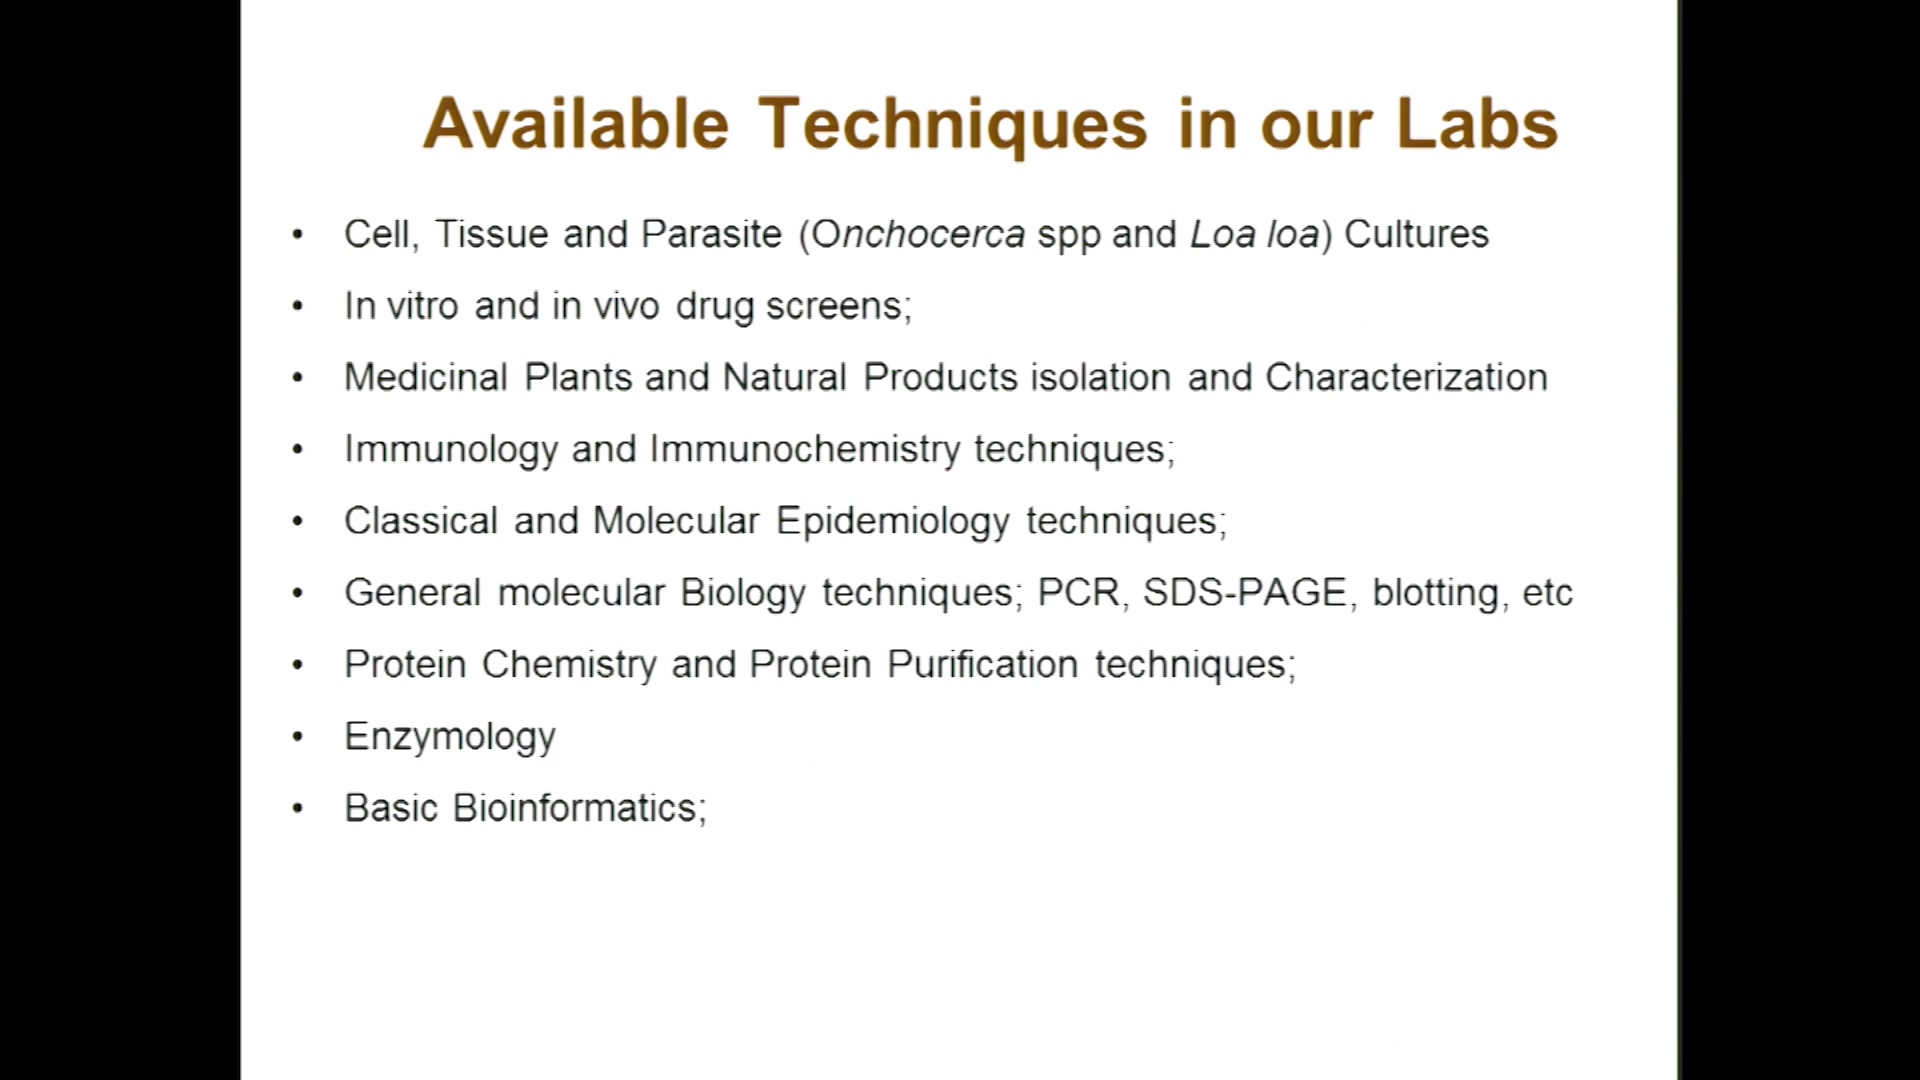 Available Techniques in our Labs
• Cell, Tissue and Parasite (Onchocerca spp and Loa loa) Cultures
• In vitro and in vivo drug screens;
• Medicinal Plants and Natural Products isolation and Characterization
• Immunology and Immunochemistry techniques;
• Classical and Molecular Epidemiology techniques;
• General molecular Biology techniques; PCR, SDS-PAGE, blotting, etc
• Protein Chemistry and Protein Purification techniques;
• Enzymology
• Basic Bioinformatics;